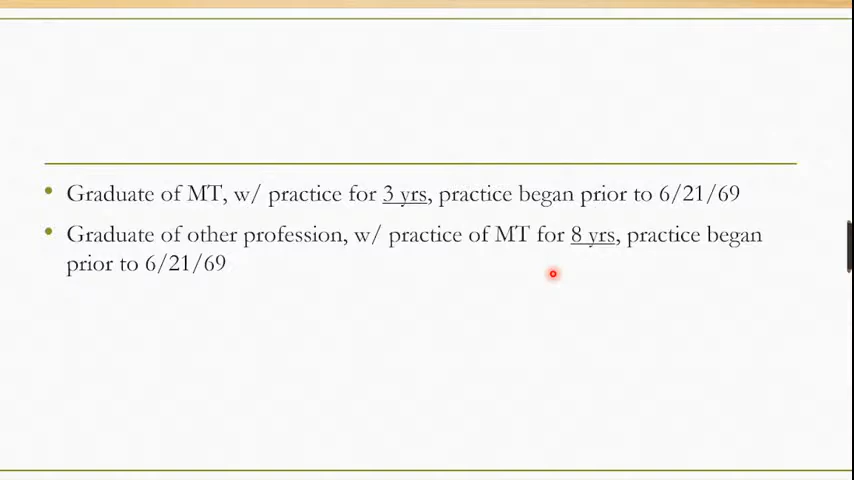 Graduate of MT, w/ practice for 3 yrs, practice began prior to 6/21/69
Graduate of other profession, w/ practice of MT for 8 yrs, practice began
prior to 6/21/69